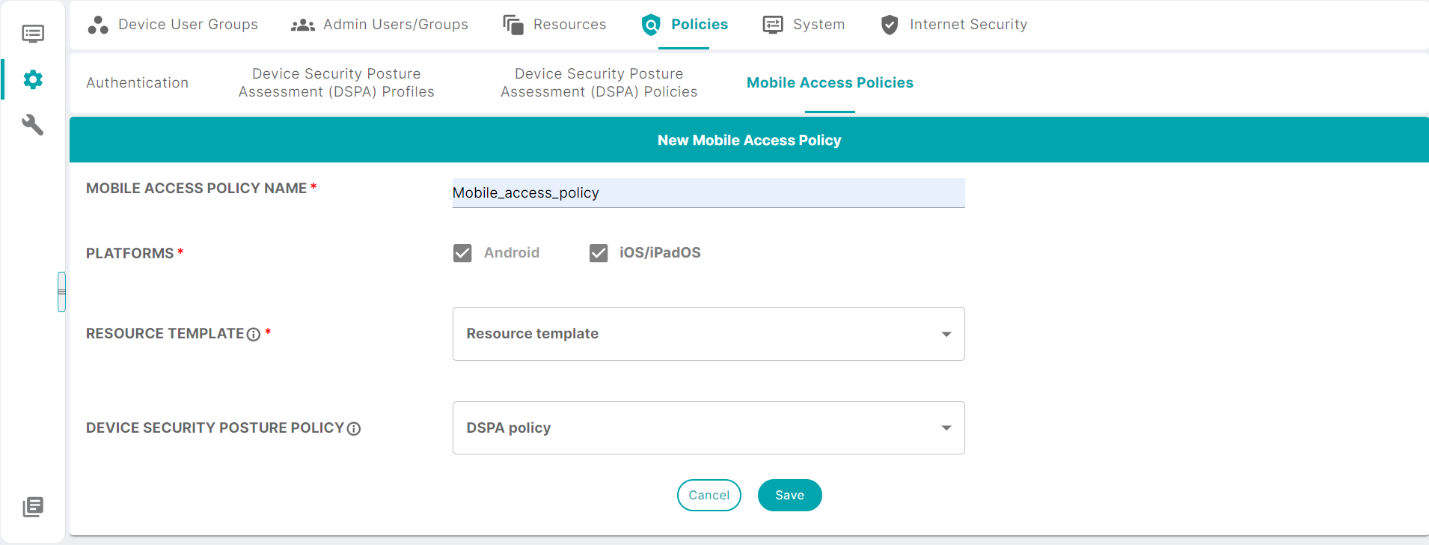 Device User Groups
Admin Users/Groups
Resources
Policies
System
Internet Security
Authentication
Device Security Posture
Assessment (DSPA) Profiles
Device Security Posture
Assessment (DSPA) Policies
Mobile Access Policies
New Mobile Access Policy
MOBILE ACCESS POLICY NAME *
Mobile_access_policy
PLATFORMS *
Android
iOS/iPadOS
RESOURCE TEMPLATE *
Resource template
DEVICE SECURITY POSTURE POLICY
DSPA policy
Cancel
Save